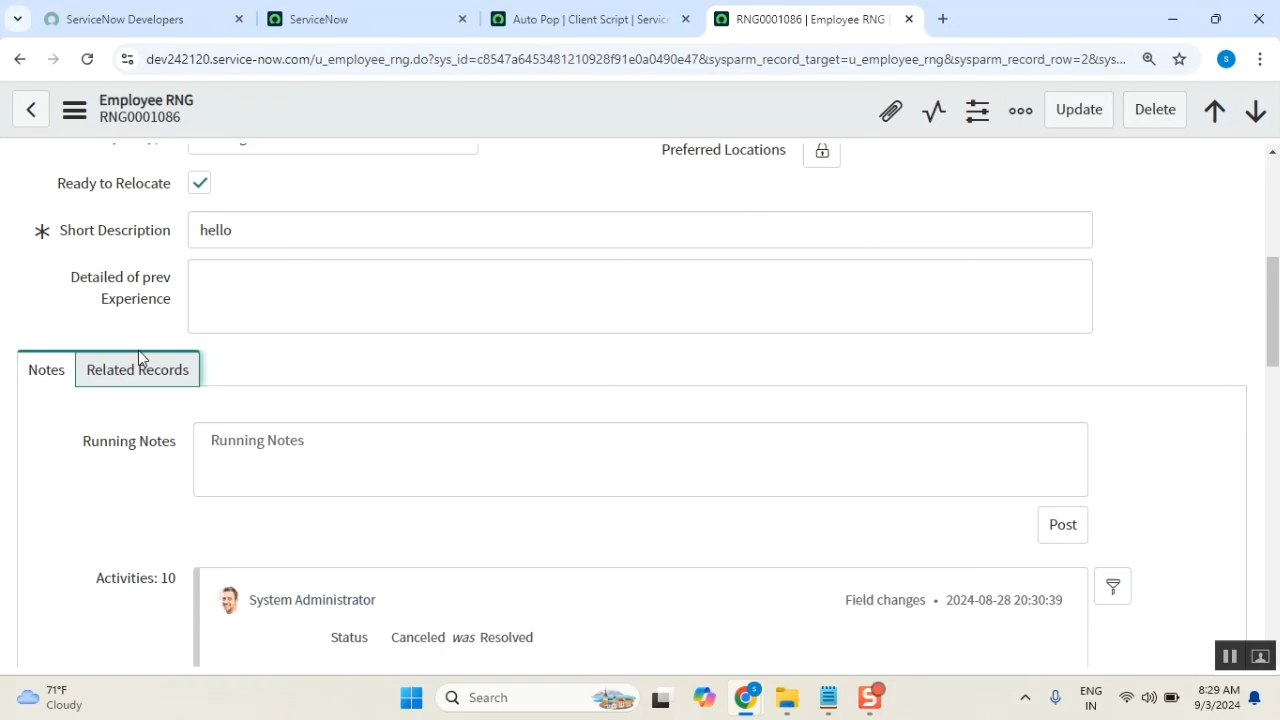 ServiceNow Developers
ServiceNow
Auto Pop | Client Script | Service
RNG0001086 | Employee RNG |
dev242120.service-now.com/u_employee_rng.do?sys_id=c8547a6453481210928f91e0a0490e47&sysparm_record_target=u_employee_rng&sysparm_record_row=2&sys...
S
Employee RNG
RNG0001086
Update
Delete
Preferred Locations
Ready to Relocate
Short Description
hello
Detailed of prev
Experience
Notes
Related Records
Running Notes
Running Notes
Post
Activities: 10
System Administrator
Field changes • 2024-08-28 20:30:39
Status
Canceled was Resolved
71°F
Cloudy
Search
ENG
IN
8:29 AM
9/3/2024